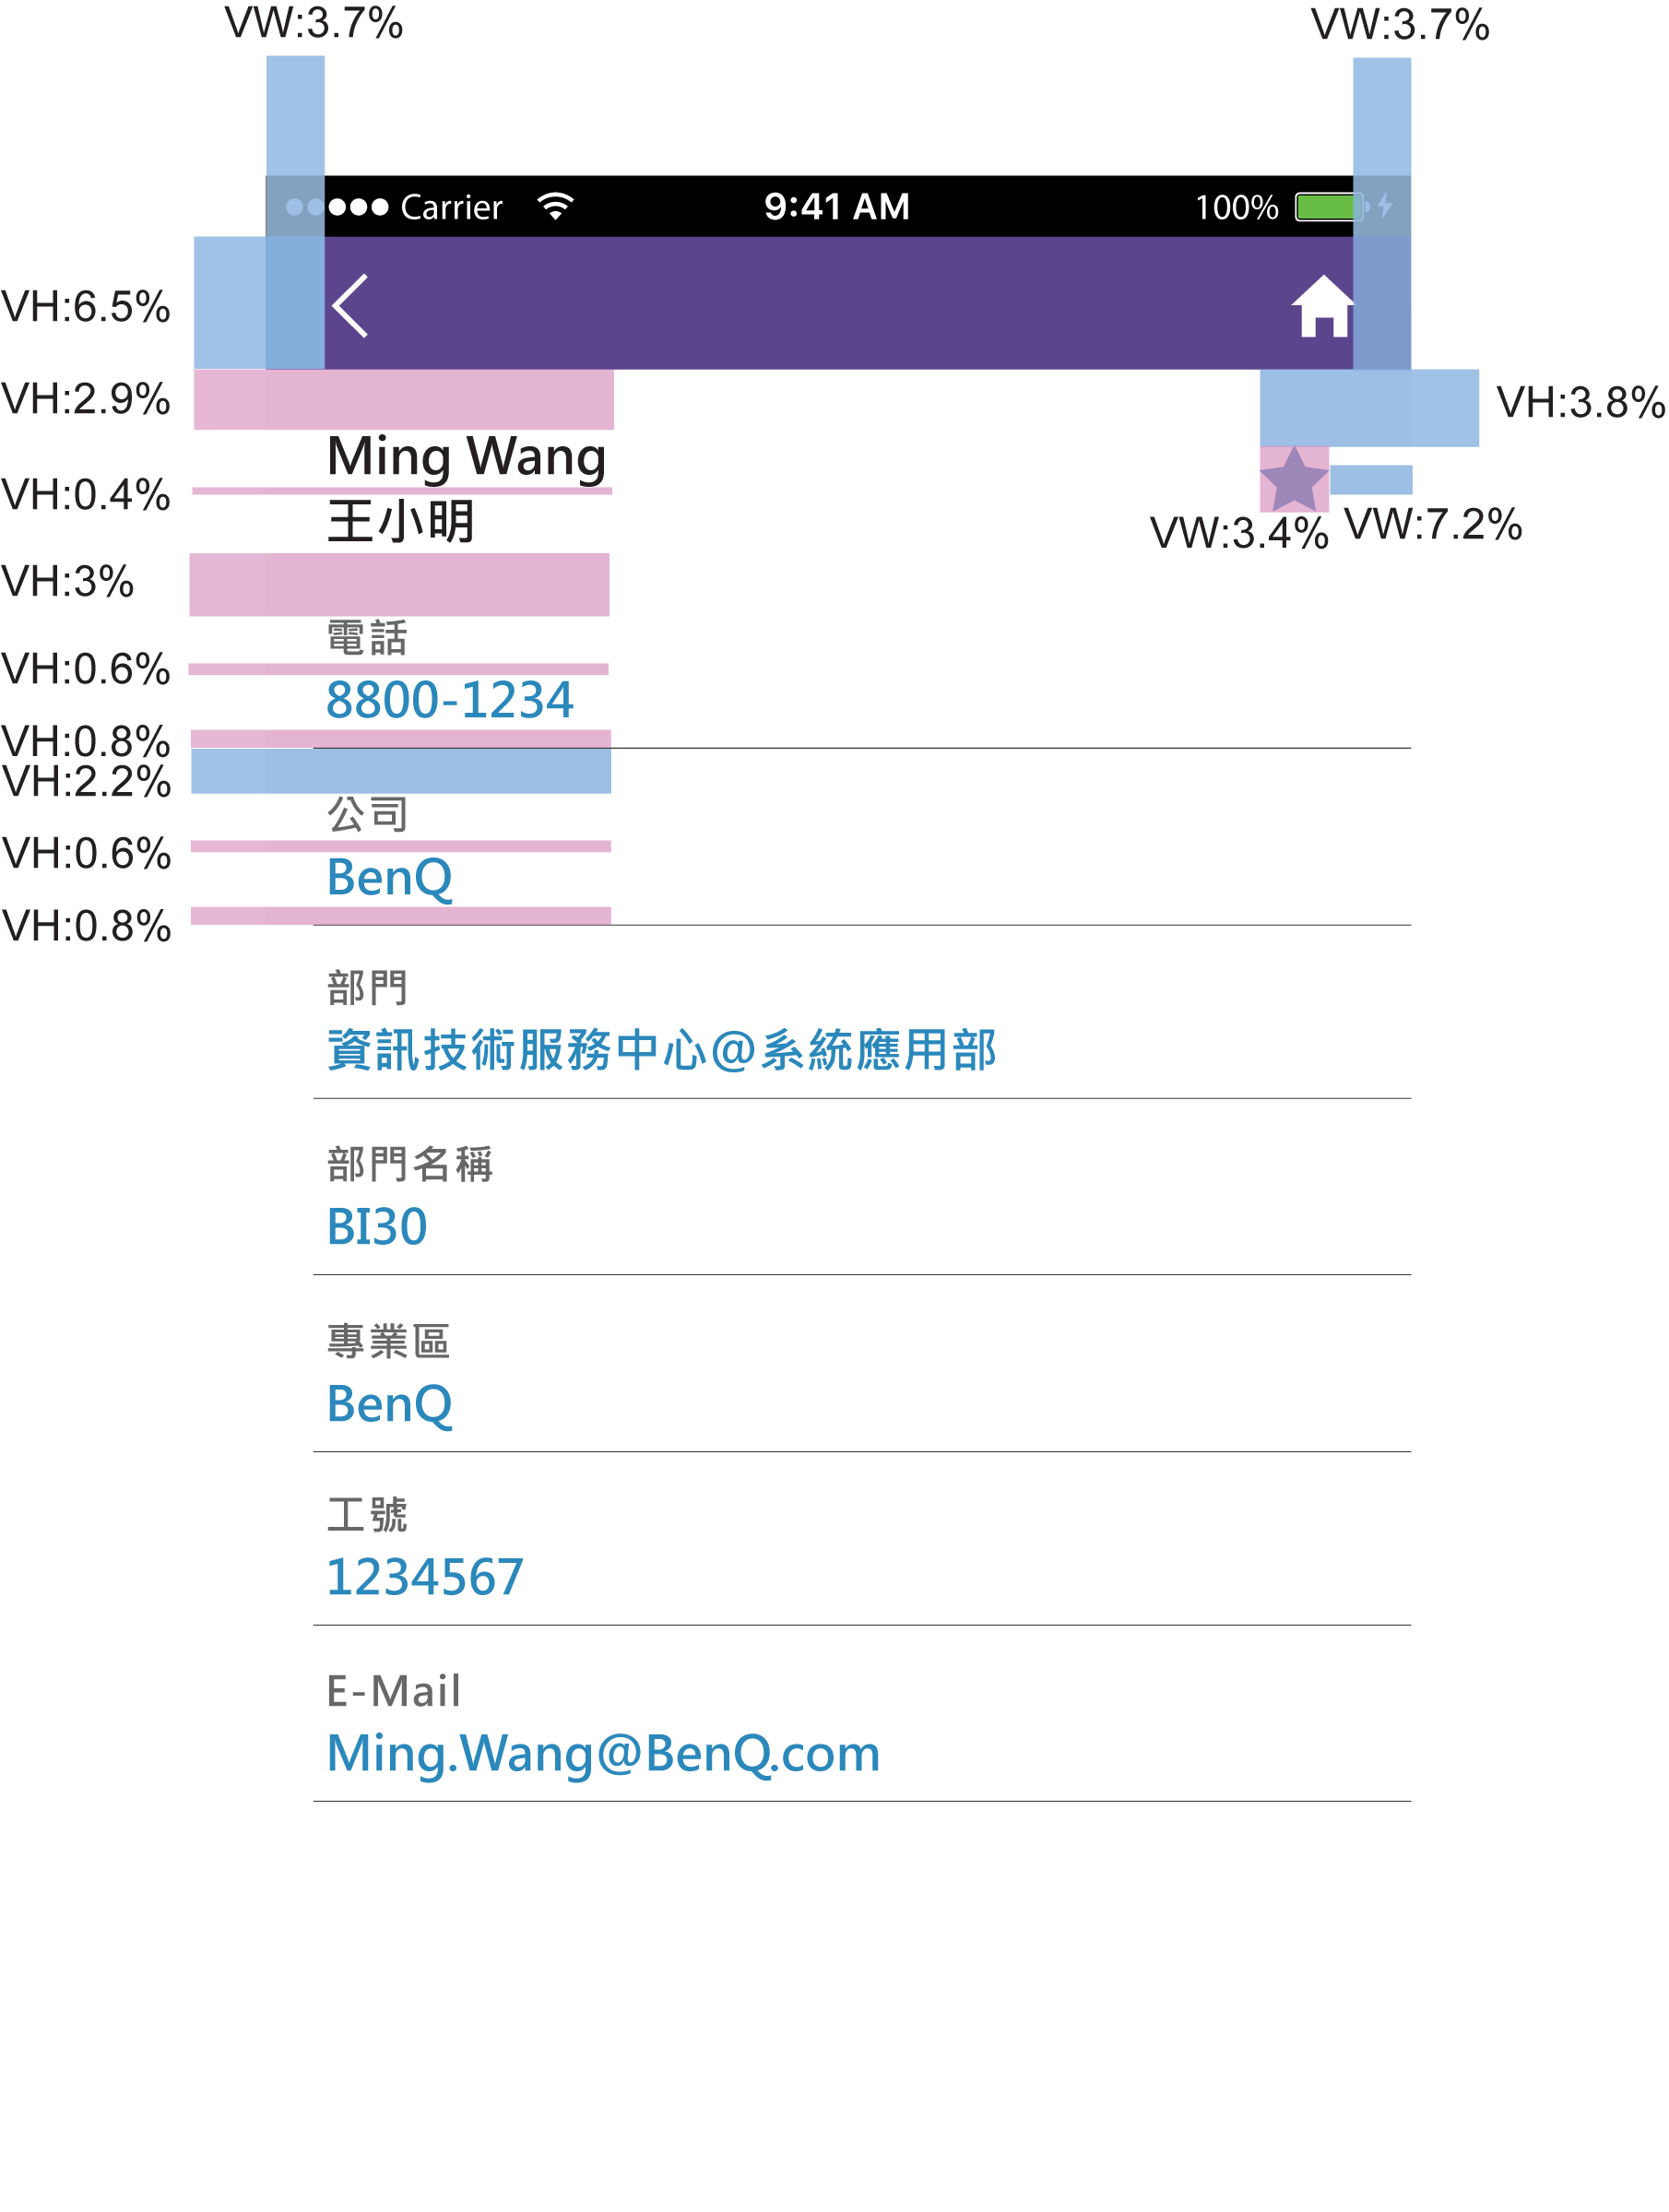 VW:3.7%
VW:3.7%
Carrier 9:41 AM 100%
VH:6.5%
VH:2.9%
VH:3.8%
Ming Wang
VH:0.4%
王小明
VW:3.4%
VW:7.2%
VH:3%
電話
VH:0.6%
8800-1234
VH:0.8%
VH:2.2%
公司
VH:0.6%
BenQ
VH:0.8%
部門
資訊技術服務中心@系統應用部
部門名稱
BI30
專業區
BenQ
工號
1234567
E-Mail
Ming.Wang@BenQ.com